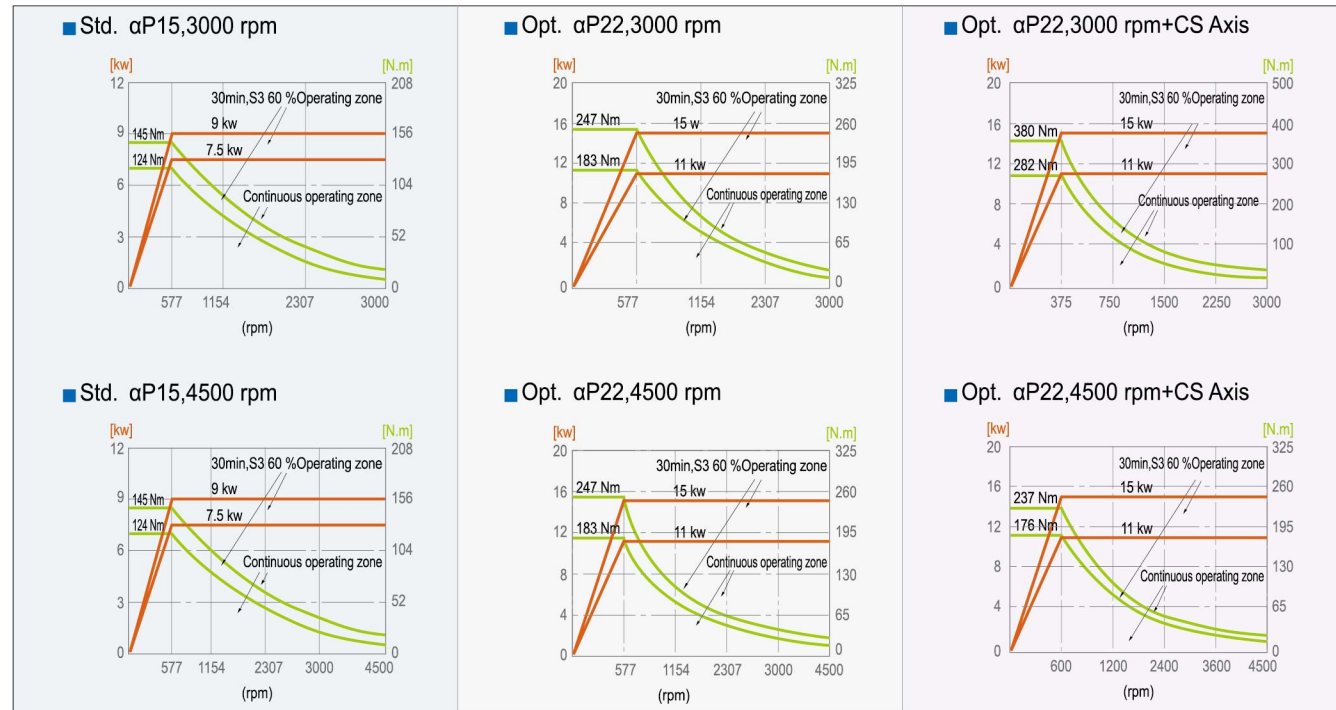 Std. αP15,3000 rpm
[kw] [N.m]
12 208
30min,S3 60 %Operating zone
9 145 Nm 9 kw 156
124 Nm 7.5 kw
6 104
Continuous operating zone
3 52
0 0
577 1154 2307 3000
(rpm)
Opt. αP22,3000 rpm
[kw] [N.m]
20 325
30min,S3 60 %Operating zone
16 247 Nm 15 w 260
12 183 Nm 11 kw 195
Continuous operating zone
8 130
4 65
0 0
577 1154 2307 3000
(rpm)
Opt. αP22,3000 rpm+CS Axis
[kw] [N.m]
20 500
30min,S3 60 %Operating zone
16 380 Nm 15 kw 400
12 282 Nm 11 kw 300
Continuous operating zone
8 200
4 100
0
375 750 1500 2250 3000
(rpm)
Std. αP15,4500 rpm
[kw] [N.m]
12 208
30min,S3 60 %Operating zone
9 145 Nm 9 kw 156
124 Nm 7.5 kw
6 104
Continuous operating zone
3 52
0 0
577 1154 2307 3000 4500
(rpm)
Opt. αP22,4500 rpm
[kw] [N.m]
20 325
30min,S3 60 %Operating zone
16 247 Nm 15 kw 260
12 183 Nm 11 kw 195
Continuous operating zone
8 130
4 65
0 0
577 1154 2307 3000 4500
(rpm)
Opt. αP22,4500 rpm+CS Axis
[kw] [N.m]
20 325
30min,S3 60 %Operating zone
16 237 Nm 15 kw 260
12 176 Nm 11 kw 195
Continuous operating zone
8 130
4 65
0 0
600 1200 2400 3600 4500
(rpm)